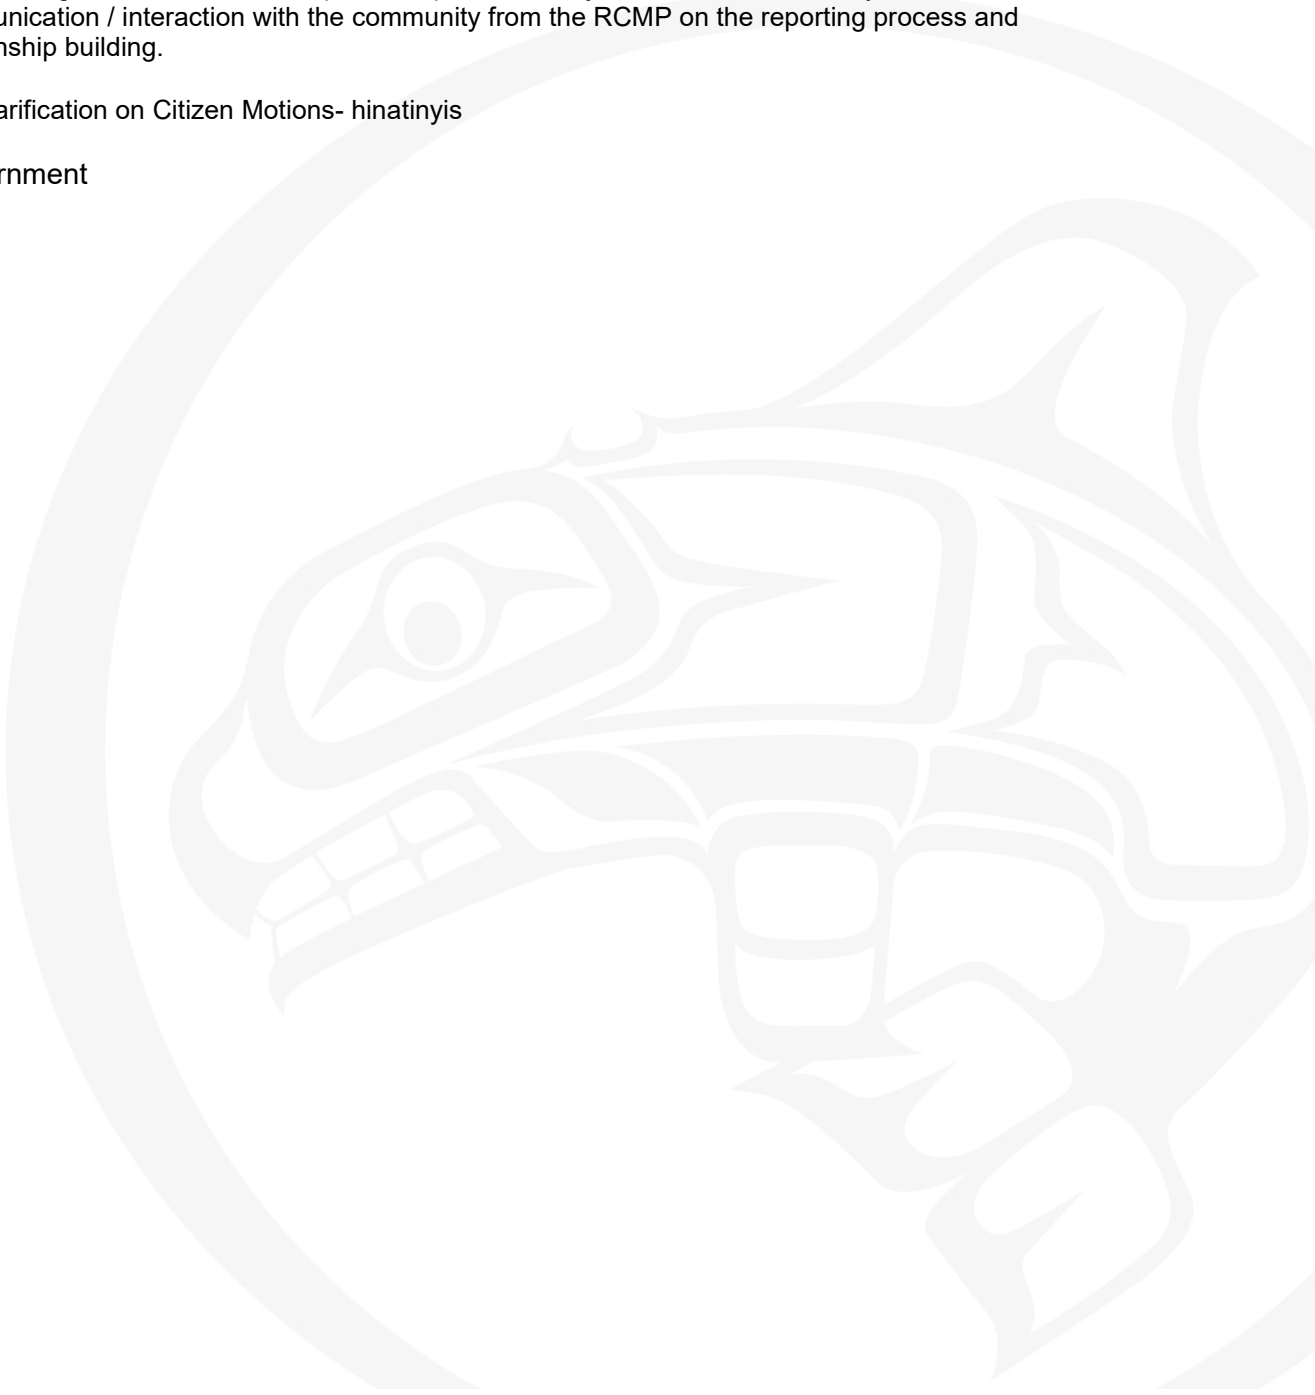 unication / interaction with the community from the RCMP on the reporting process and
nship building.
arification on Citizen Motions- hinatinyis
rnment